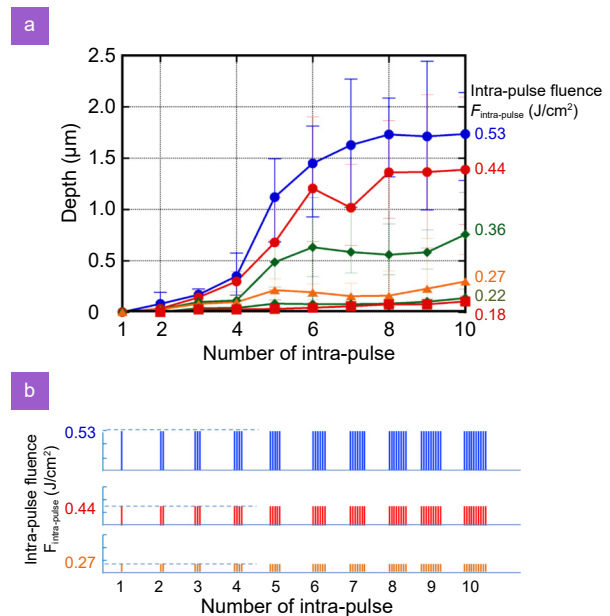 a
2.5
2.0
1.5
1.0
0.5
0
Depth (µm)
1 2 4 6 8 10
Number of intra-pulse
Intra-pulse fluence
Fintra-pulse (J/cm²)
0.53
0.44
0.36
0.27
0.22
0.18
b
Intra-pulse fluence
Fintra-pulse (J/cm²)
0.53
0.44
0.27
1 2 3 4 5 6 7 8 9 10
Number of intra-pulse